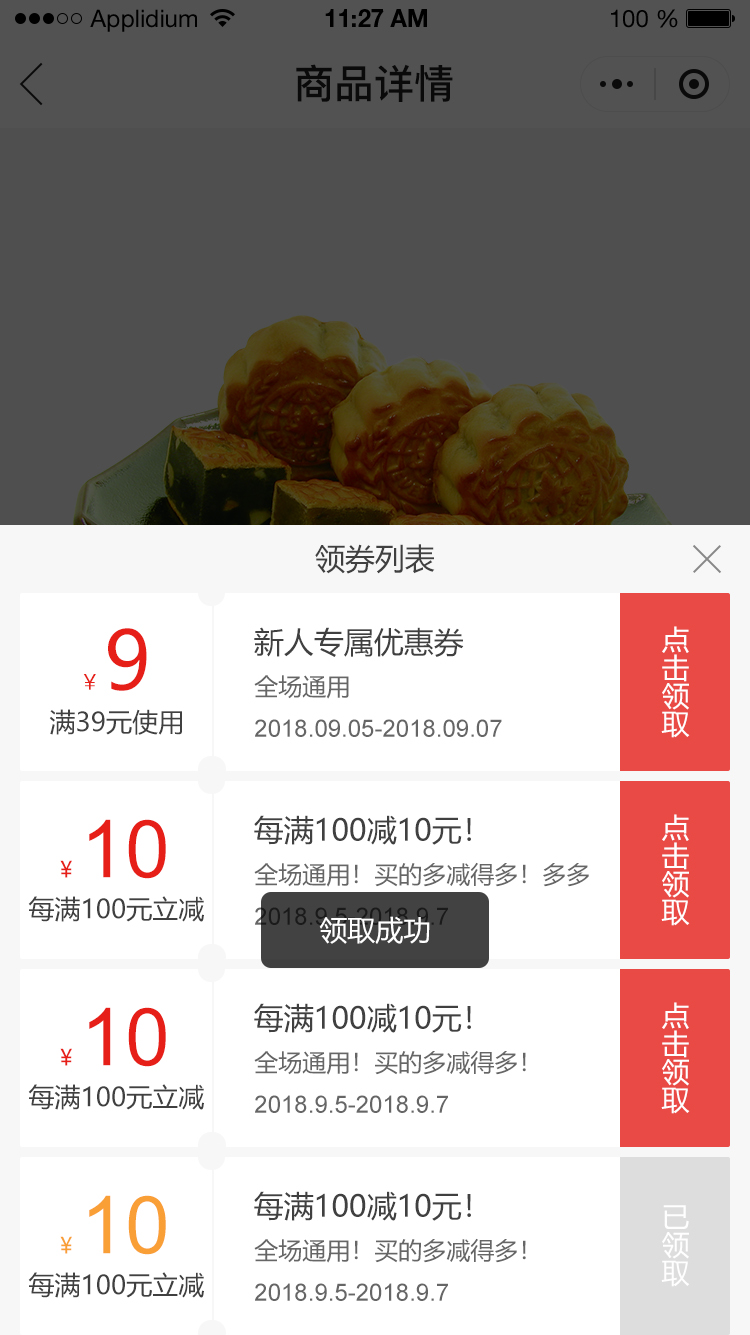 Applidium 11:27 AM 100 %
商品详情
领券列表
¥ 9
满39元使用
新人专属优惠券
全场通用
2018.09.05-2018.09.07
点击领取
¥ 10
每满100元立减
每满100减10元!
全场通用!买的多减得多!多多
2018.9.5-2018.9.7
点击领取
领取成功
¥ 10
每满100元立减
每满100减10元!
全场通用!买的多减得多!
2018.9.5-2018.9.7
点击领取
¥ 10
每满100元立减
每满100减10元!
全场通用!买的多减得多!
2018.9.5-2018.9.7
已领取